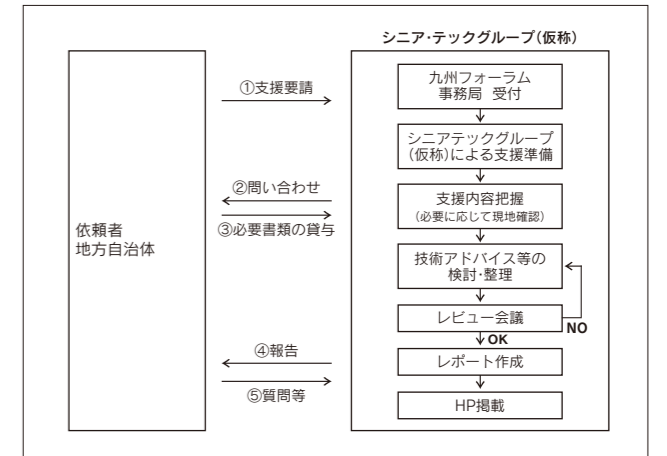 シニア・テックグループ(仮称)
九州フォーラム
事務局 受付
①支援要請
シニアテックグループ
(仮称)による支援準備
②問い合わせ
支援内容把握
(必要に応じて現地確認)
③必要書類の貸与
依頼者
地方自治体
技術アドバイス等の
検討・整理
レビュー会議
NO
OK
④報告
レポート作成
⑤質問等
HP掲載